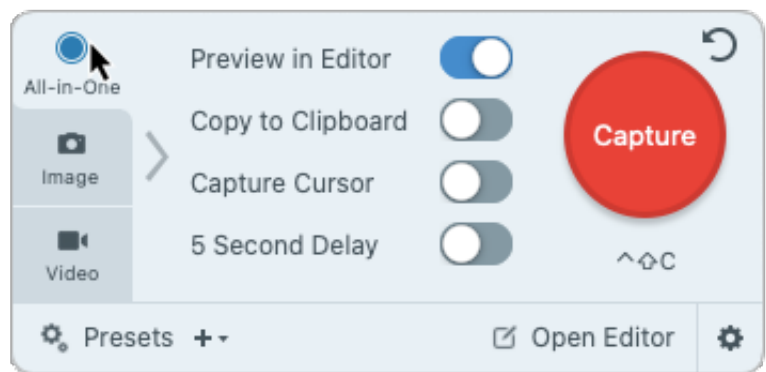 All-in-One
Image
Video
Preview in Editor
Copy to Clipboard
Capture Cursor
5 Second Delay
Capture
^⇧C
Presets
Open Editor